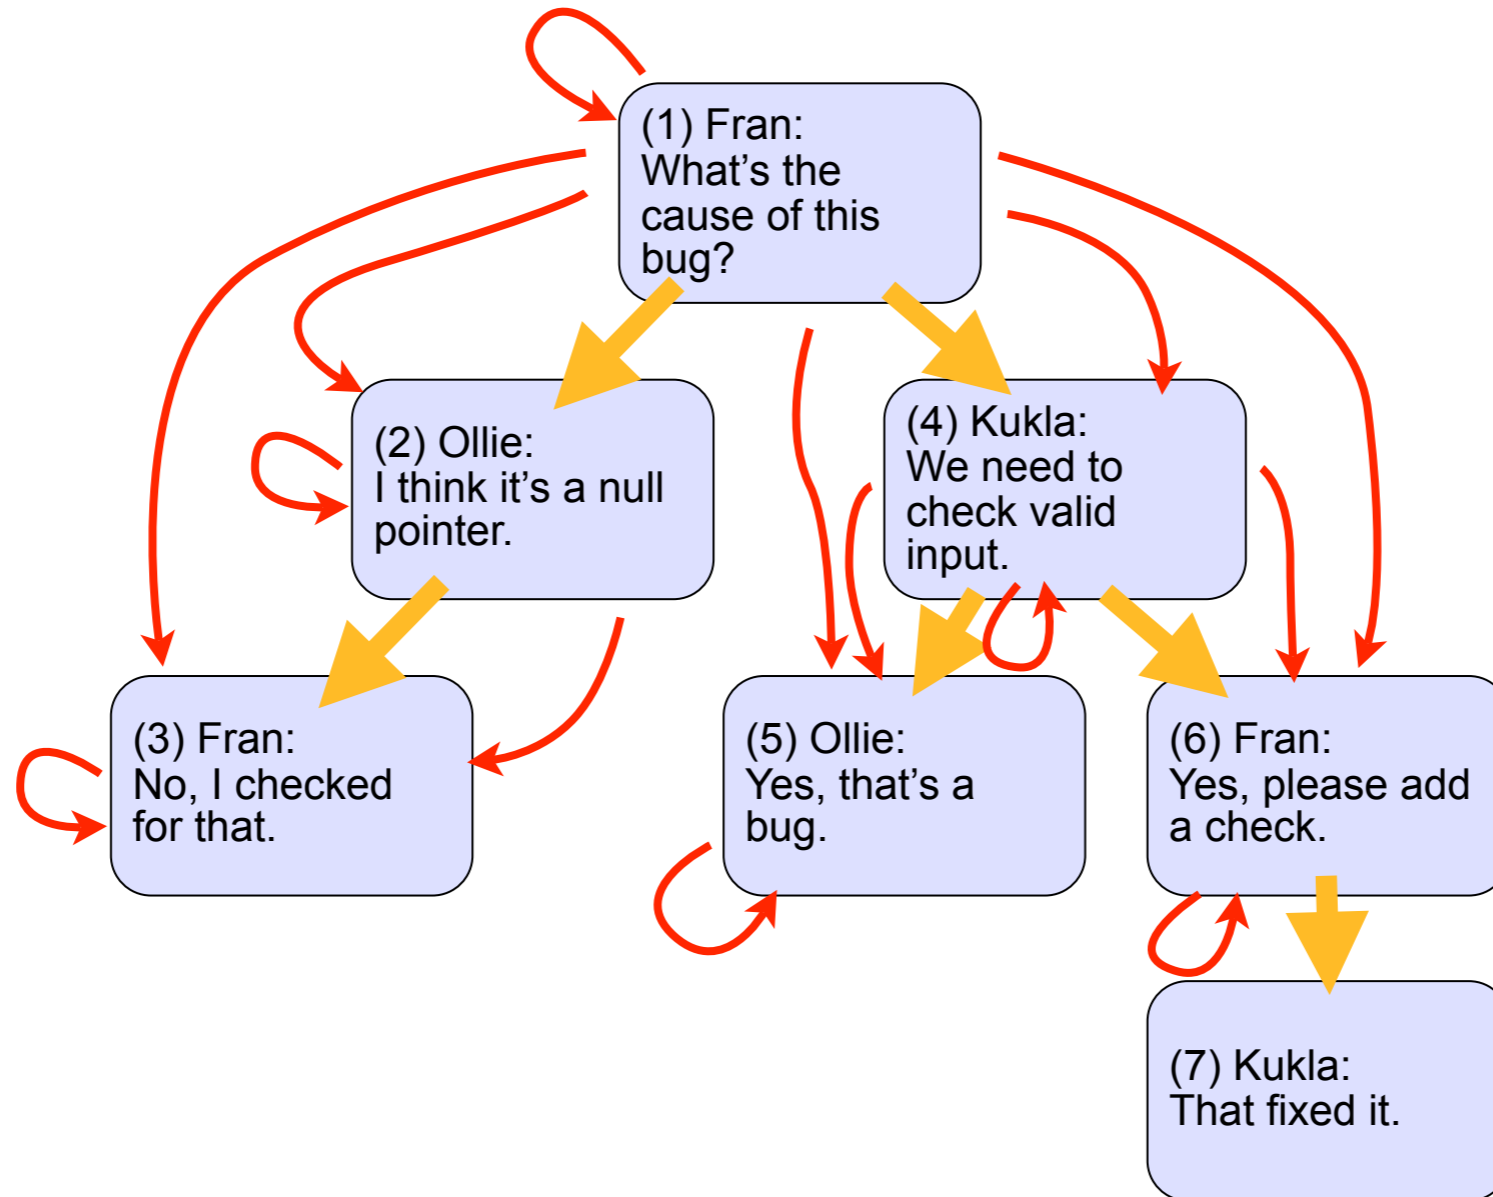 (1) Fran:
What’s the
cause of this
bug?
(2) Ollie:
I think it’s a null
pointer.
(4) Kukla:
We need to
check valid
input.
(3) Fran:
No, I checked
for that.
(5) Ollie:
Yes, that’s a
bug.
(6) Fran:
Yes, please add
a check.
(7) Kukla:
That fixed it.